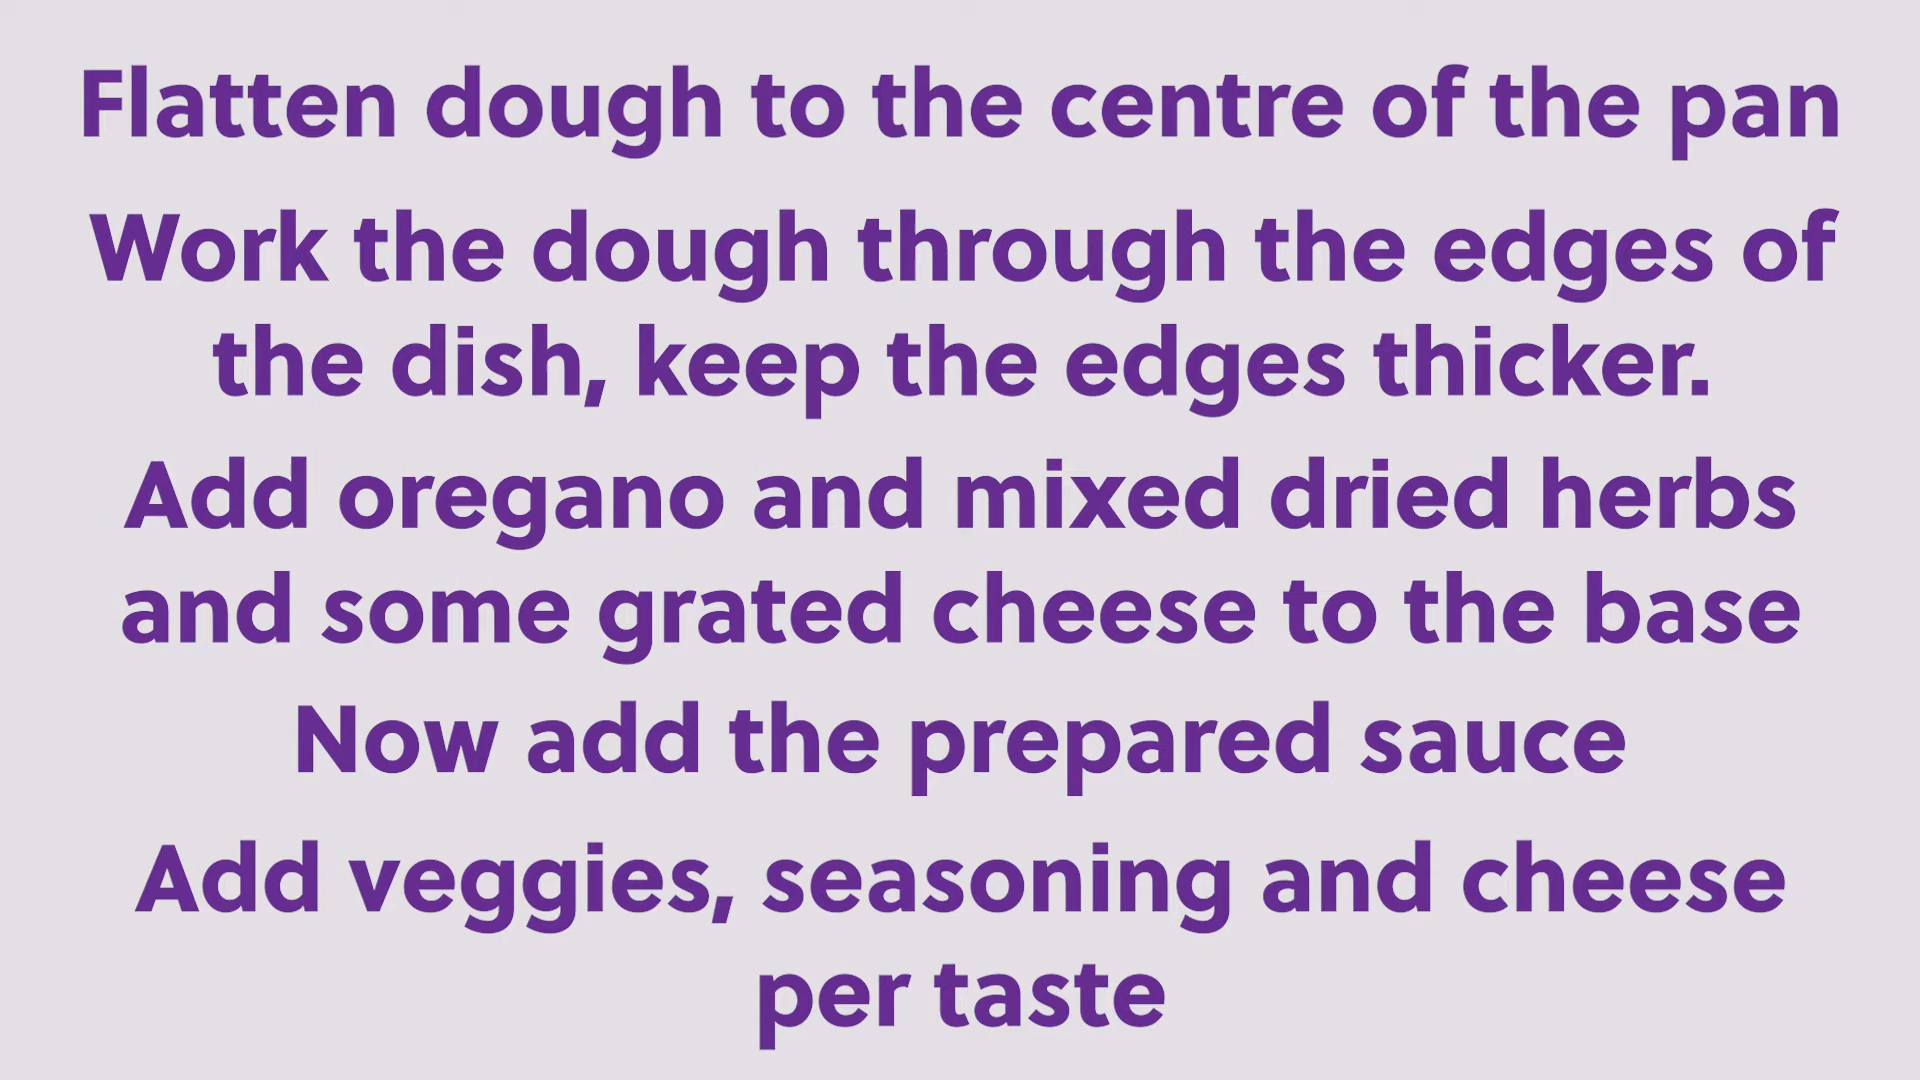 Flatten dough to the centre of the pan
Work the dough through the edges of
the dish, keep the edges thicker.
Add oregano and mixed dried herbs
and some grated cheese to the base
Now add the prepared sauce
Add veggies, seasoning and cheese
per taste